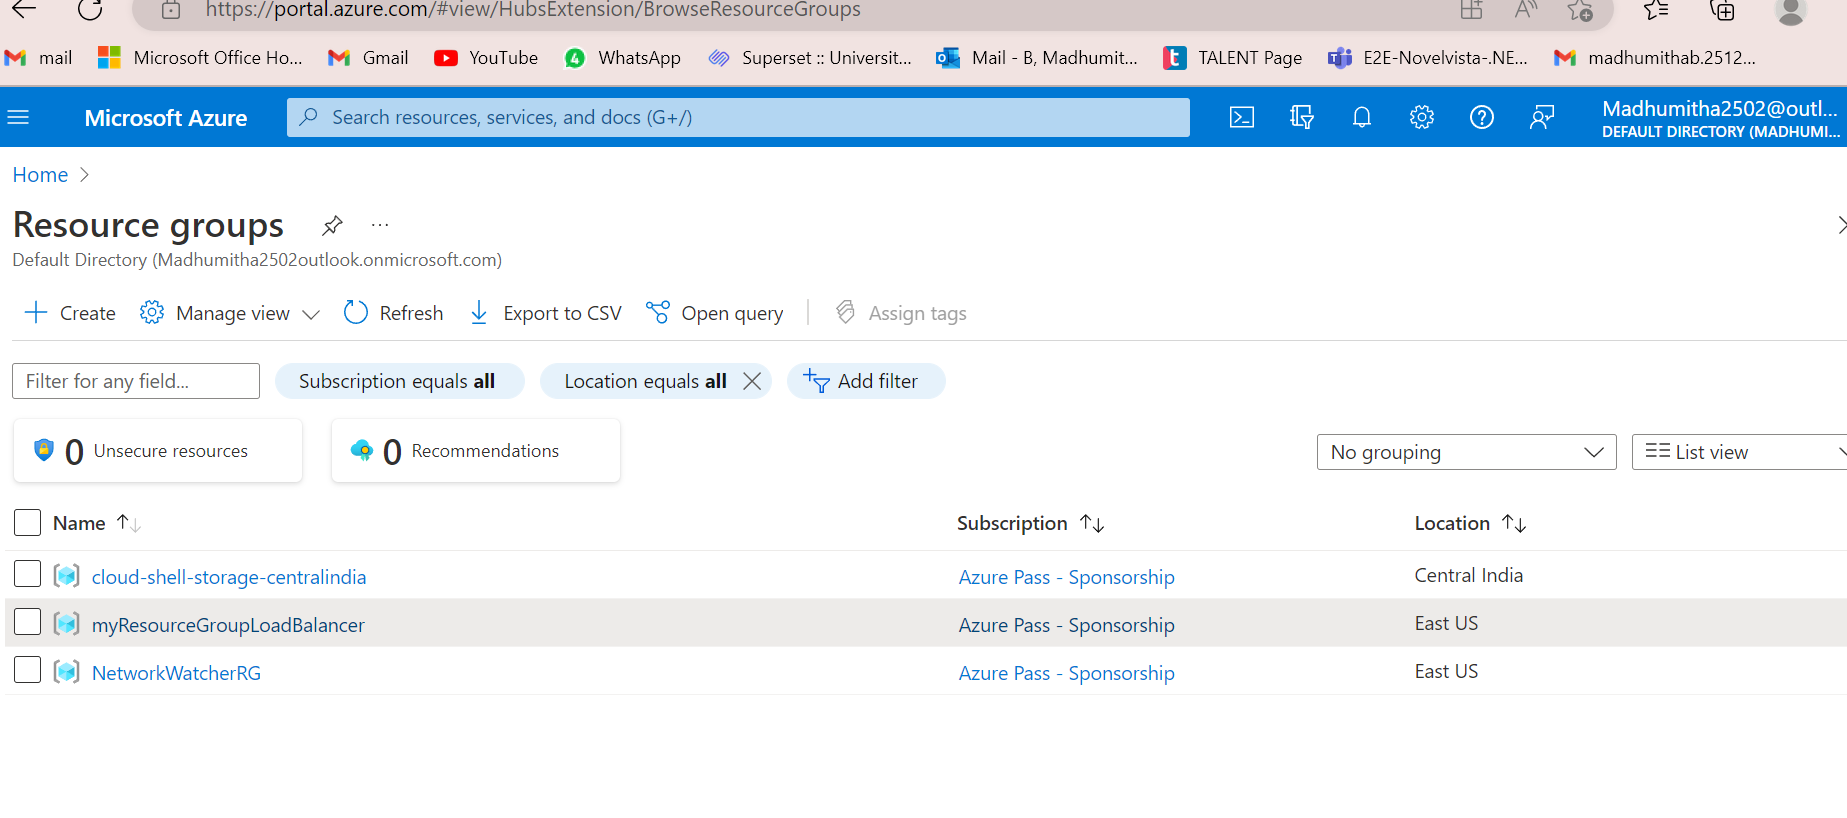 https://portal.azure.com/#view/HubsExtension/BrowseResourceGroups
mail Microsoft Office Ho... Gmail YouTube 4 WhatsApp Superset :: Universit... Mail - B, Madhumit... t TALENT Page E2E-Novelvista-.NE... madhumithab.2512...
Microsoft Azure Search resources, services, and docs (G+/) Madhumitha2502@outl...
DEFAULT DIRECTORY (MADHUMI...
Home
Resource groups ...
Default Directory (Madhumitha2502outlook.onmicrosoft.com)
Create Manage view Refresh Export to CSV Open query Assign tags
Filter for any field... Subscription equals all Location equals all Add filter
0 Unsecure resources 0 Recommendations No grouping List view
Name Subscription Location
cloud-shell-storage-centralindia Azure Pass - Sponsorship Central India
myResourceGroupLoadBalancer Azure Pass - Sponsorship East US
NetworkWatcherRG Azure Pass - Sponsorship East US